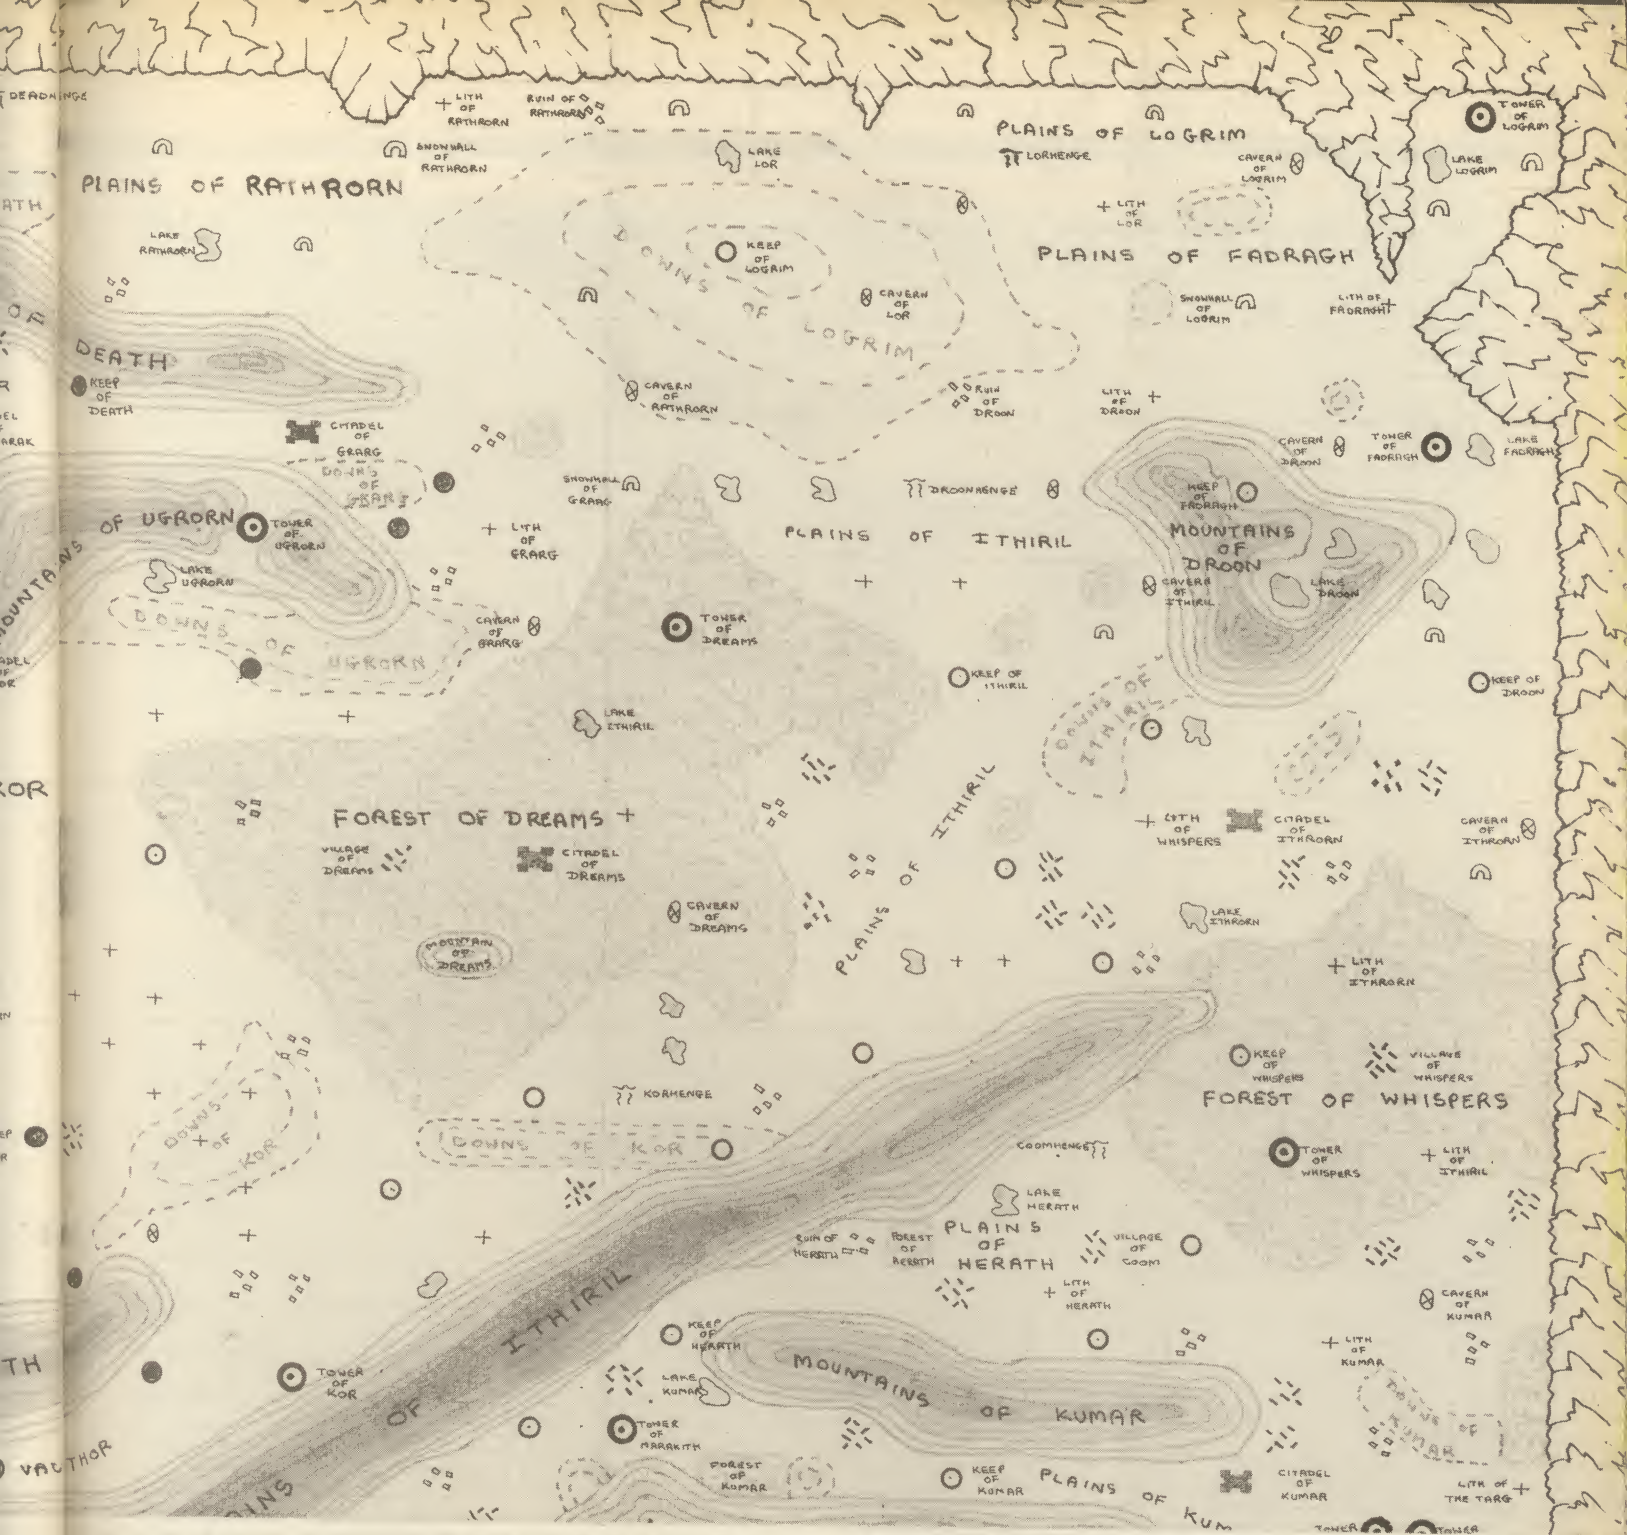 DEADHENGE
LITH
OF
RATHRORN
RUIN OF
RATHRORN
PLAINS OF LOGRIM
TOWER
OF
LOGRIM
SNOWHALL
OF
RATHRORN
LAKE
LOR
LORHENGE
CAVERN
OF
LOGRIM
LAKE
LOGRIM
PLAINS OF RATHRORN
ATH
LITH
OF
LOR
LAKE
RATHRORN
KEEP
OF
LOGRIM
PLAINS OF FADRAGH
DOWNS
OF
LOGRIM
CAVERN
OF
LOR
SNOWHALL
OF
LOGRIM
LITH OF
FADRAGH
OF
DEATH
KEEP
OF
DEATH
CAVERN
OF
RATHRORN
RUIN
OF
DROON
LITH
OF
DROON
ARAK
CITADEL
OF
GRARG
CAVERN
OF
DROON
TOWER
OF
FADRAGH
LAKE
FADRAGH
DOWNS
OF
GRARG
SNOWHALL
OF
GRARG
DROONHENGE
KEEP
OF
FADRAGH
MOUNTAINS
OF UGRORN
TOWER
OF
UGRORN
LITH
OF
GRARG
PLAINS OF ITHIRIL
MOUNTAINS
OF
DROON
LAKE
UGRORN
CAVERN
OF
ITHIRIL
LAKE
DROON
DOWNS
OF
UGRORN
CAVERN
OF
GRARG
TOWER
OF
DREAMS
KEEP OF
ITHIRIL
KEEP OF
DROON
DOWNS OF
ITHIRIL
LAKE
ITHIRIL
KOR
FOREST OF DREAMS
VILLAGE
OF
DREAMS
CITADEL
OF
DREAMS
PLAINS OF ITHIRIL
LITH
OF
WHISPERS
CITADEL
OF
ITHRORN
CAVERN
OF
ITHRORN
CAVERN
OF
DREAMS
LAKE
ITHRORN
MOUNTAIN
OF
DREAMS
LITH
OF
ITHRORN
KEEP
OF
WHISPERS
VILLAGE
OF
WHISPERS
FOREST OF WHISPERS
KORHENGE
DOWNS
OF
KOR
DOWNS OF KOR
COOMHENGE
TOWER
OF
WHISPERS
LITH
OF
ITHIRIL
LAKE
HERATH
RUIN OF
HERATH
FOREST
OF
HERATH
PLAINS
OF
HERATH
VILLAGE
OF
COOM
LITH
OF
HERATH
CAVERN
OF
KUMAR
KEEP
OF
HERATH
LITH
OF
KUMAR
TH
TOWER
OF
KOR
LAKE
KUMAR
MOUNTAINS OF KUMAR
DOWNS OF
KUMAR
AINS OF ITHIRIL
TOWER
OF
MARAKITH
VALTHOR
FOREST
OF
KUMAR
KEEP
OF
KUMAR
PLAINS OF KUM
CITADEL
OF
KUMAR
LITH OF
THE TARG
TOWER
TOWER